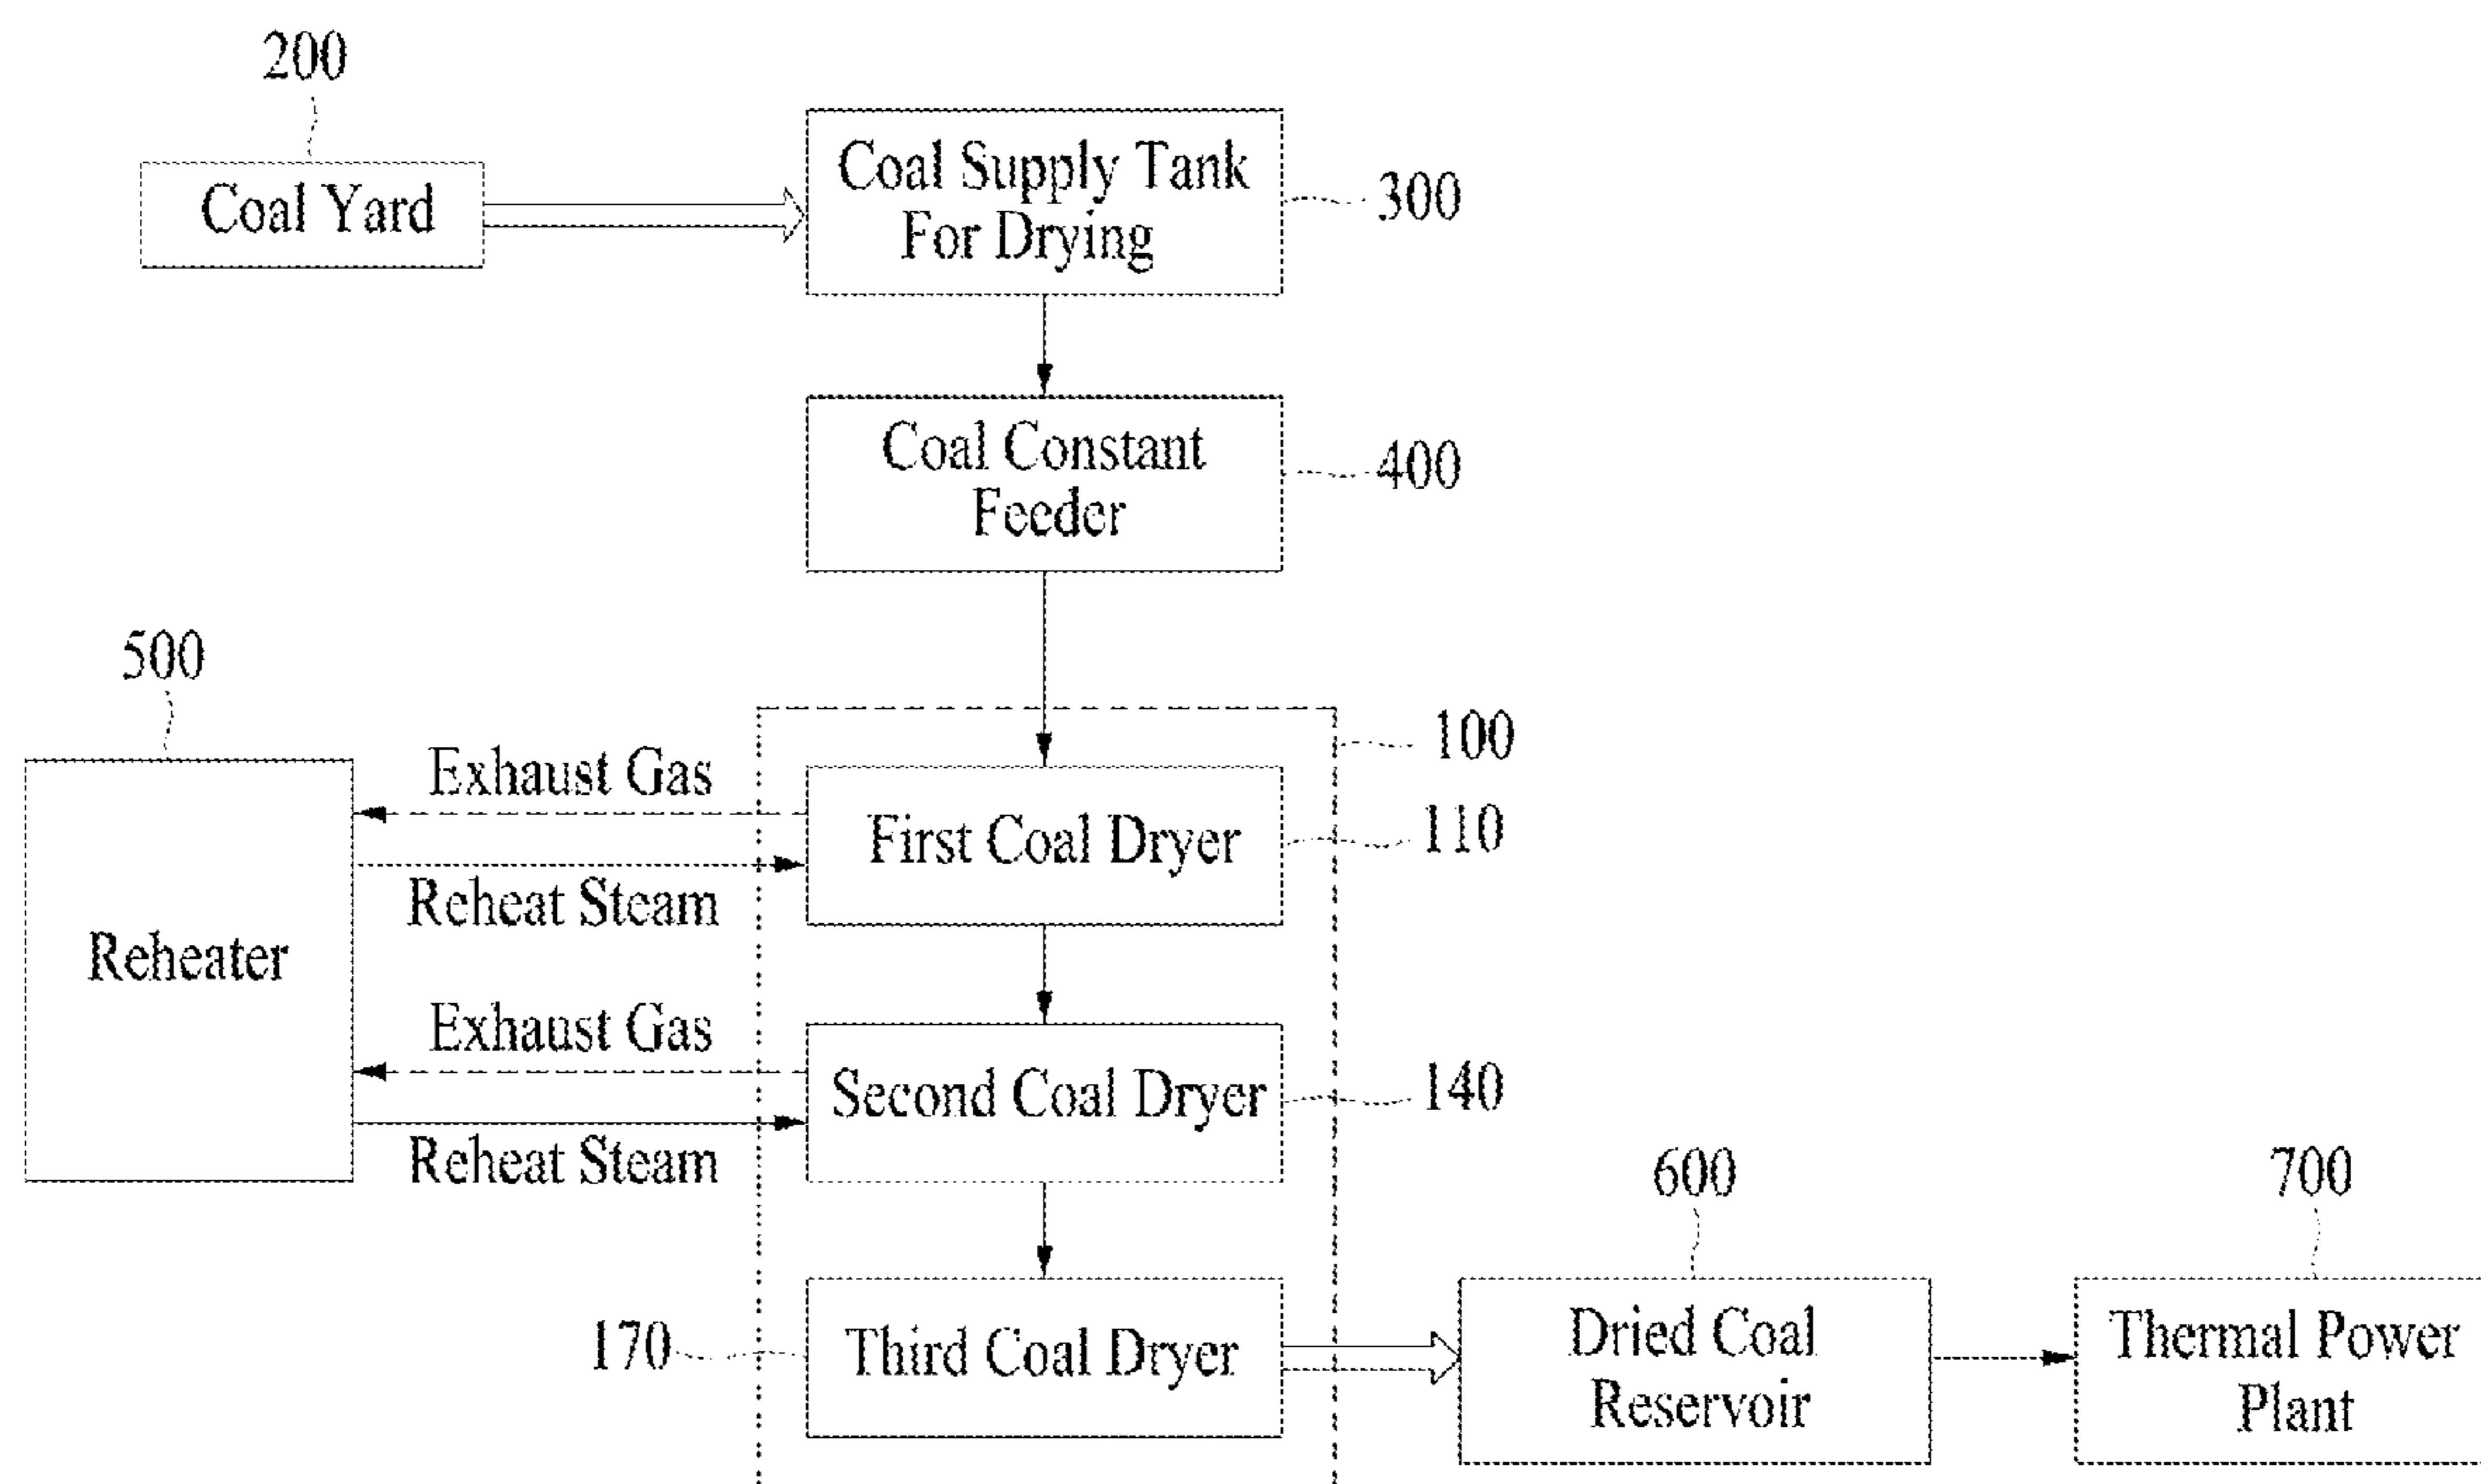 200
Coal Yard
Coal Supply Tank
For Drying
300
Coal Constant
Feeder
400
500
Reheater
Exhaust Gas
Reheat Steam
100
First Coal Dryer
110
Exhaust Gas
Reheat Steam
Second Coal Dryer
140
170
Third Coal Dryer
600
Dried Coal
Reservoir
700
Thermal Power
Plant